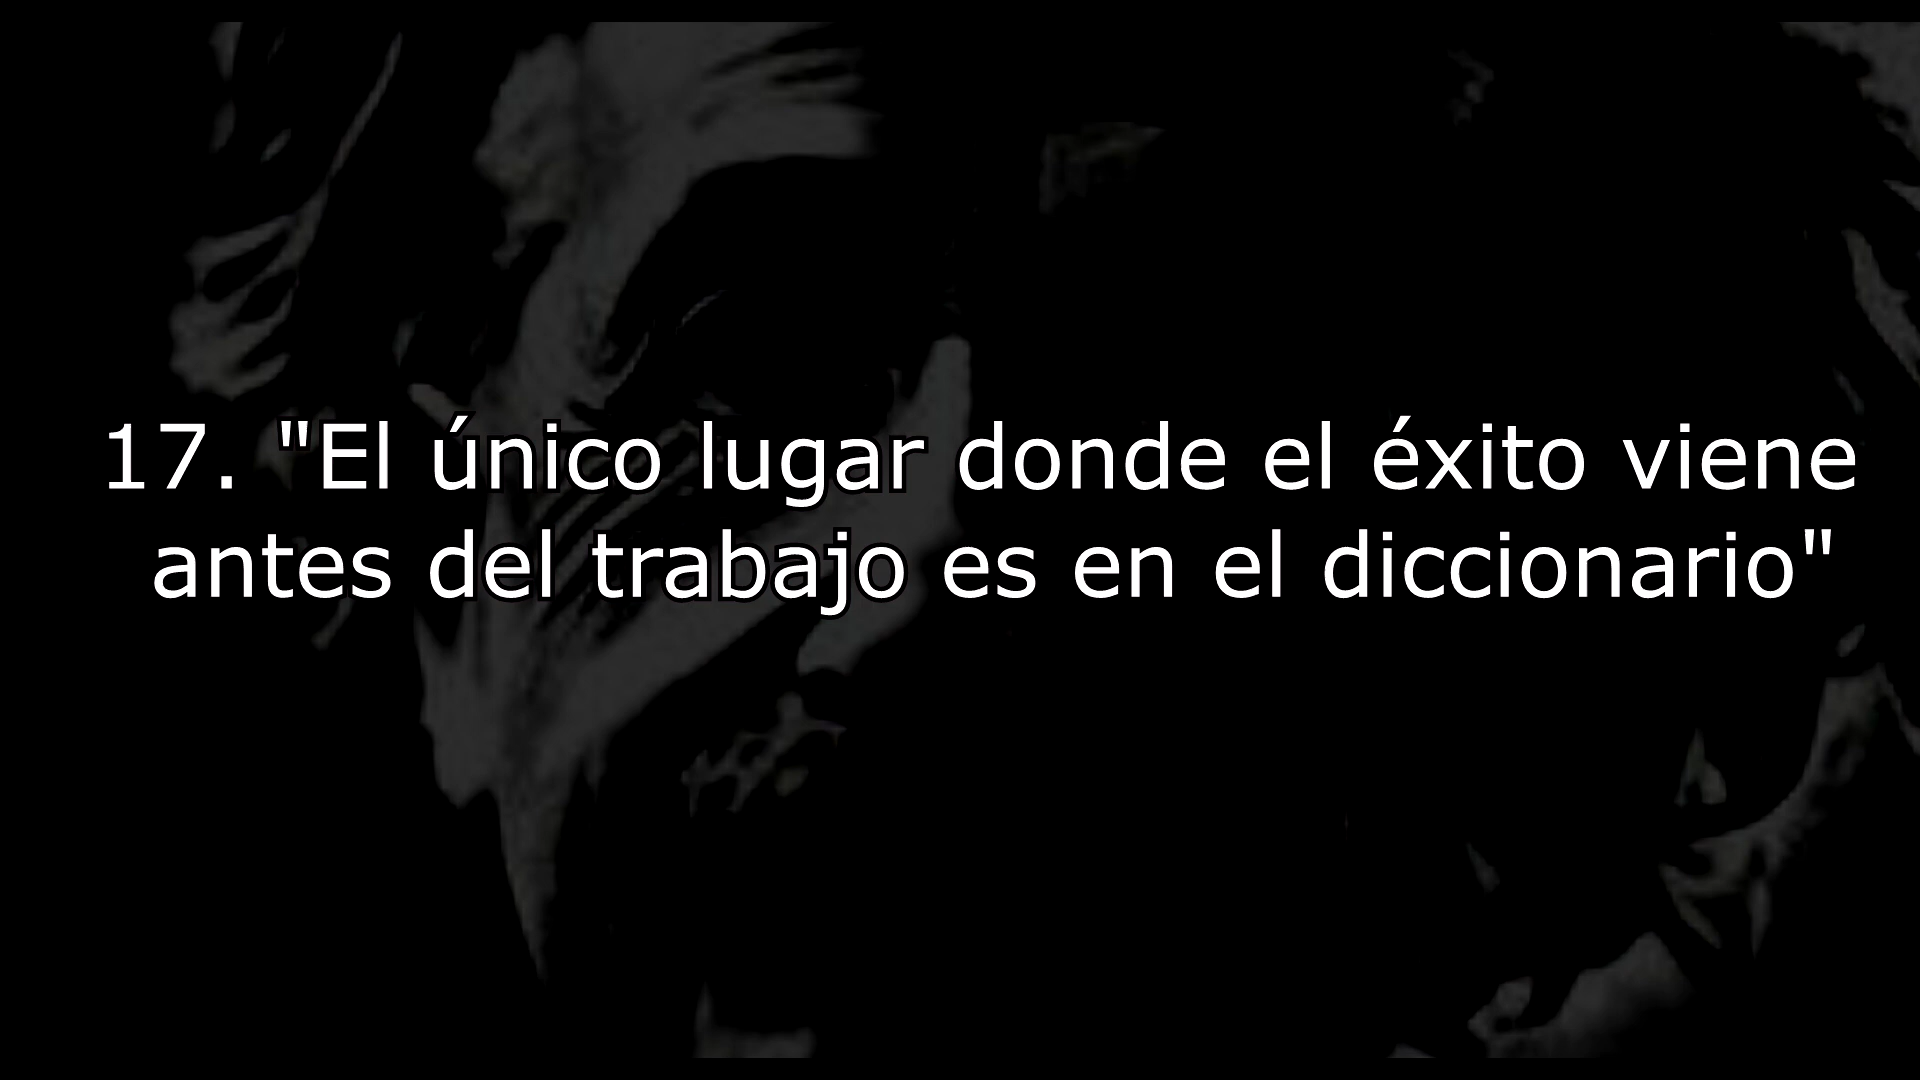 17. "El único lugar donde el éxito viene
antes del trabajo es en el diccionario"